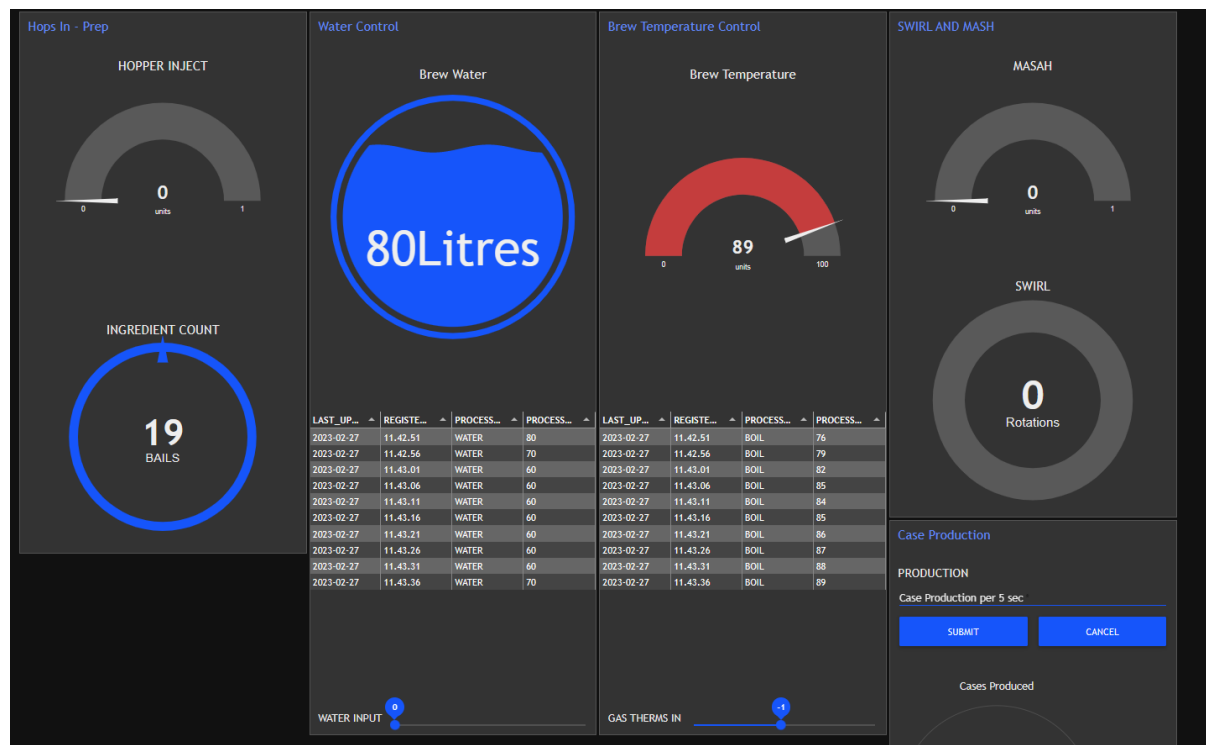 Hops In - Prep
HOPPER INJECT
0
units
0
1
INGREDIENT COUNT
19
BAILS
Water Control
Brew Water
80Litres
LAST_UP... REGISTE... PROCESS... PROCESS...
2023-02-27 11.42.51 WATER 80
2023-02-27 11.42.56 WATER 70
2023-02-27 11.43.01 WATER 60
2023-02-27 11.43.06 WATER 60
2023-02-27 11.43.11 WATER 60
2023-02-27 11.43.16 WATER 60
2023-02-27 11.43.21 WATER 60
2023-02-27 11.43.26 WATER 60
2023-02-27 11.43.31 WATER 60
2023-02-27 11.43.36 WATER 70
0
WATER INPUT
Brew Temperature Control
Brew Temperature
89
units
0
100
LAST_UP... REGISTE... PROCESS... PROCESS...
2023-02-27 11.42.51 BOIL 76
2023-02-27 11.42.56 BOIL 79
2023-02-27 11.43.01 BOIL 82
2023-02-27 11.43.06 BOIL 85
2023-02-27 11.43.11 BOIL 84
2023-02-27 11.43.16 BOIL 85
2023-02-27 11.43.21 BOIL 86
2023-02-27 11.43.26 BOIL 87
2023-02-27 11.43.31 BOIL 88
2023-02-27 11.43.36 BOIL 89
-1
GAS THERMS IN
SWIRL AND MASH
MASAH
0
units
0
1
SWIRL
0
Rotations
Case Production
PRODUCTION
Case Production per 5 sec
SUBMIT CANCEL
Cases Produced